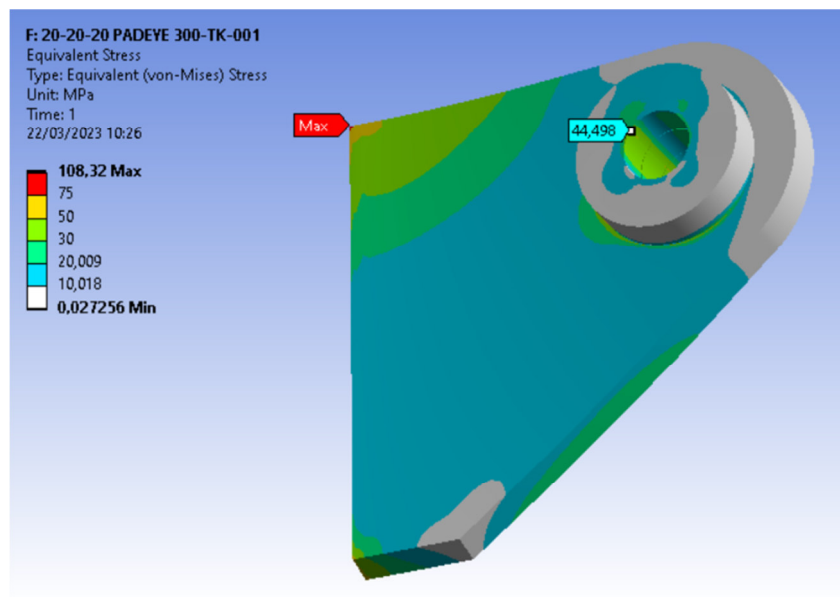 F: 20-20-20 PADEYE 300-TK-001
Equivalent Stress
Type: Equivalent (von-Mises) Stress
Unit: MPa
Time: 1
22/03/2023 10:26
108,32 Max
75
50
30
20,009
10,018
0,027256 Min
Max
44,498